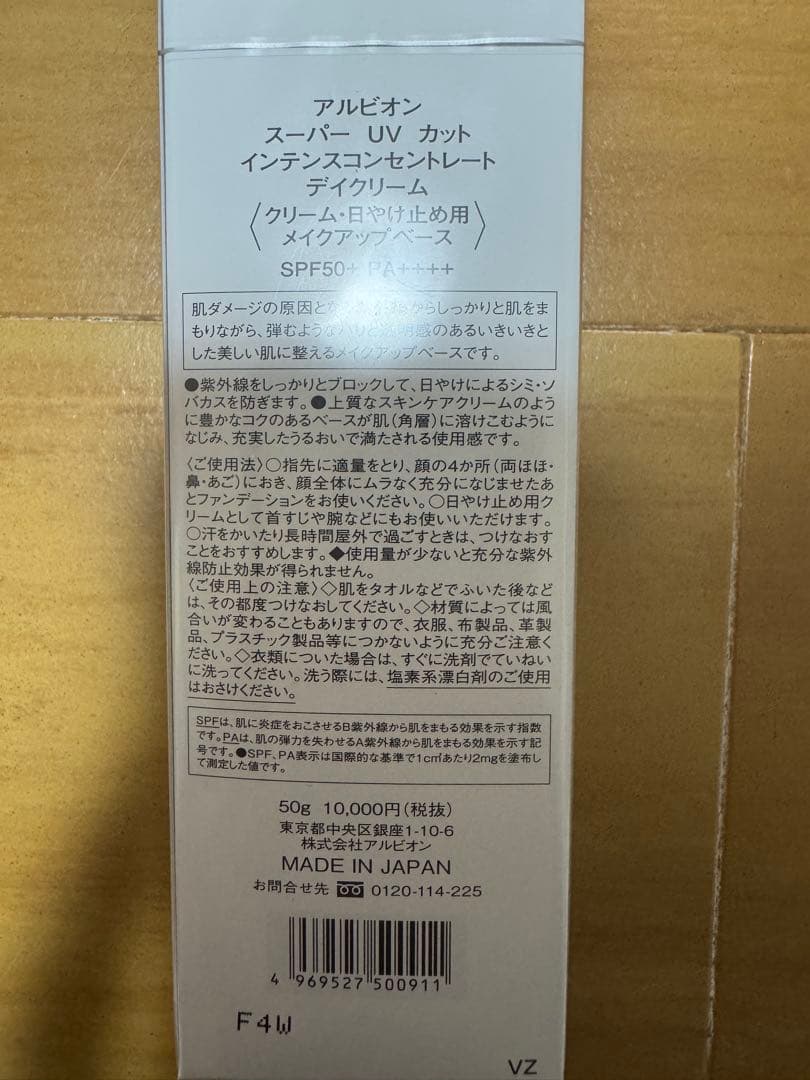 アルビオン
スーパー UV カット
インテンスコンセントレート
デイクリーム
〈クリーム・日やけ止め用
メイクアップベース〉
SPF50+ PA++++
肌ダメージの原因と からしっかりと肌をま
もりながら、弾むようなハリと透明感のあるいきいきと
した美しい肌に整えるメイクアップベースです。
●紫外線をしっかりとブロックして、日やけによるシミ・ソ
バカスを防ぎます。●上質なスキンケアクリームのよう
に豊かなコクのあるベースが肌(角層)に溶けこむように
なじみ、充実したうるおいで満たされる使用感です。
〈ご使用法〉○指先に適量をとり、顔の4か所(両ほほ・
鼻・あご)におき、顔全体にムラなく充分になじませたあ
とファンデーションをお使いください。○日やけ止め用ク
リームとして首すじや腕などにもお使いいただけます。
○汗をかいたり長時間屋外で過ごすときは、つけなおす
ことをおすすめします。◆使用量が少ないと充分な紫外
線防止効果が得られません。
〈ご使用上の注意〉◇肌をタオルなどでふいた後など
は、その都度つけなおしてください。◇材質によっては風
合いが変わることもありますので、衣服、布製品、革製
品、プラスチック製品等につかないように充分ご注意く
ださい。◇衣類についた場合は、すぐに洗剤でていねい
に洗ってください。洗う際には、塩素系漂白剤のご使用
はおさけください。
SPFは、肌に炎症をおこさせるB紫外線から肌をまもる効果を示す指数
です。PAは、肌の弾力を失わせるA紫外線から肌をまもる効果を示す記
号です。●SPF、PA表示は国際的な基準で1c㎡あたり2mgを塗布し
て測定した値です。
50g 10,000円(税抜)
東京都中央区銀座1-10-6
株式会社アルビオン
MADE IN JAPAN
お問合せ先 0120-114-225
4 969527 500911
F4W
VZ